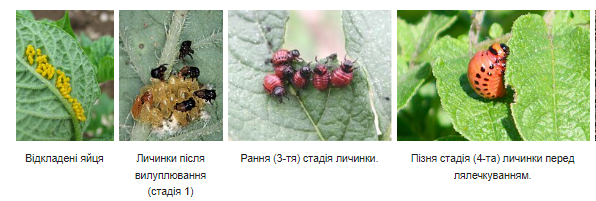 Відкладені яйця
Личинки після
вилуплювання
(стадія 1)
Рання (3-тя) стадія личинки.
Пізня стадія (4-та) личинки перед
лялечкуванням.